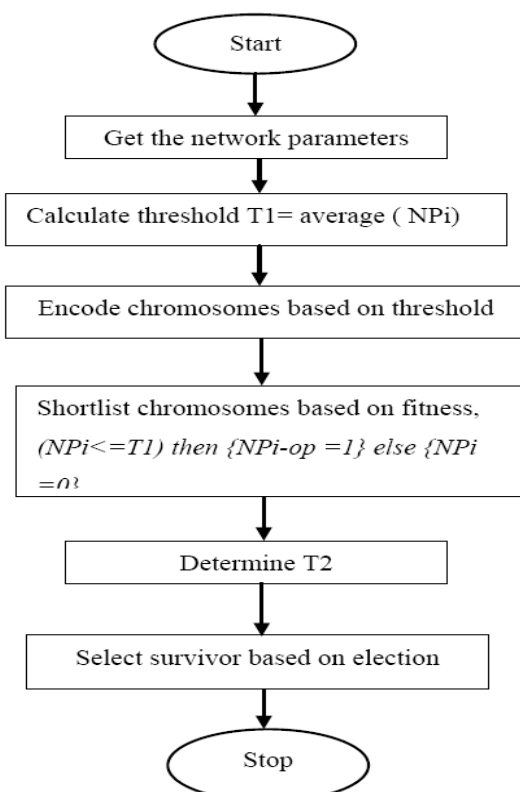 Start
Get the network parameters
Calculate threshold T1= average ( NPi)
Encode chromosomes based on threshold
Shortlist chromosomes based on fitness,
(NPi<=T1) then {NPi-op =1} else {NPi
=0}
Determine T2
Select survivor based on election
Stop